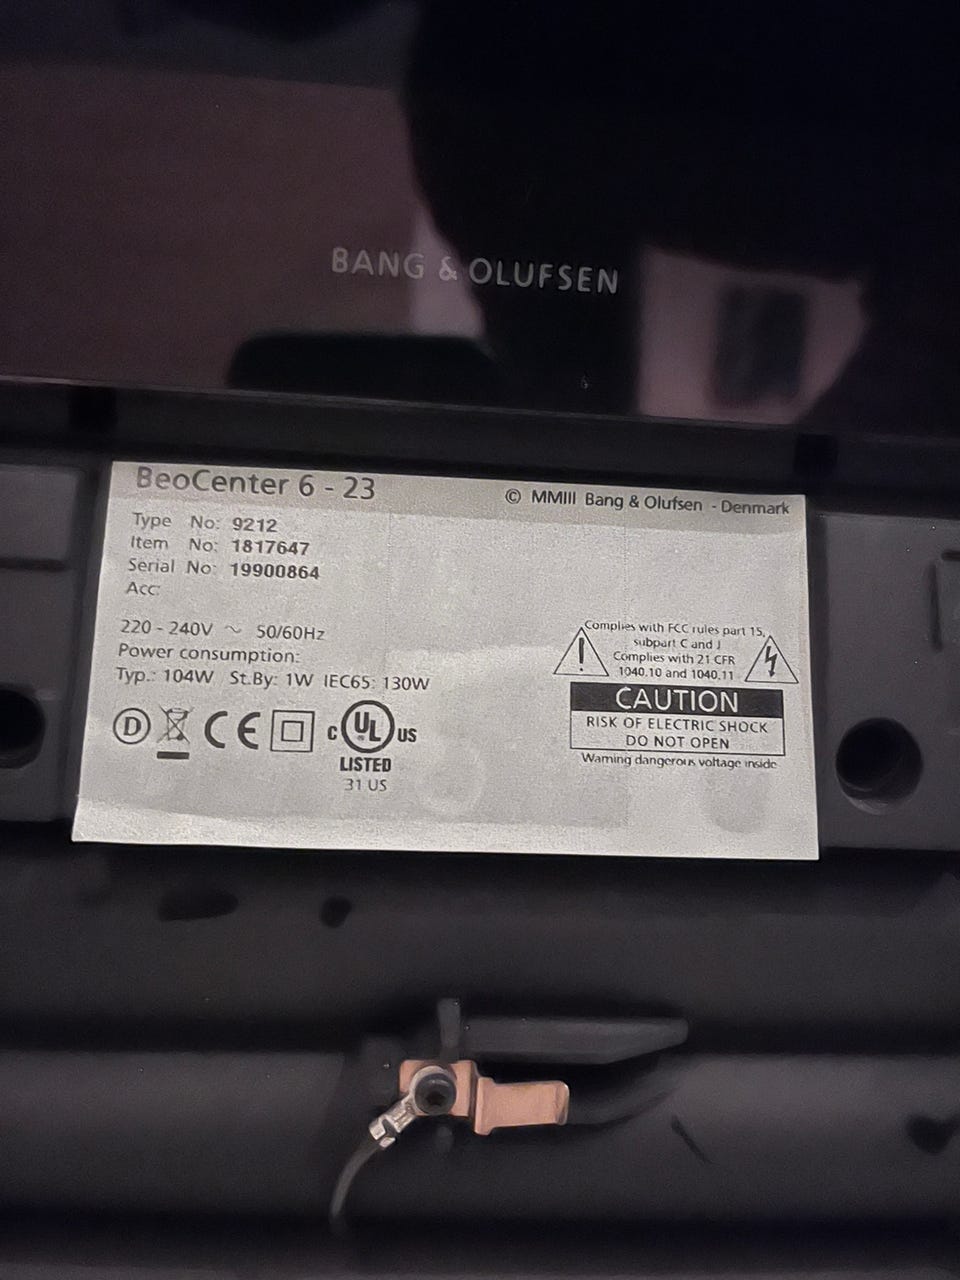 BANG & OLUFSEN
BeoCenter 6 - 23
© MMIII Bang & Olufsen - Denmark
Type No: 9212
Item No: 1817647
Serial No: 19900864
Acc:
220 - 240V ~ 50/60Hz
Power consumption:
Typ.: 104W St.By: 1W IEC65: 130W
D CE c UL US
LISTED
31 US
Complies with FCC rules part 15,
subpart C and J
Complies with 21 CFR
1040.10 and 1040.11
CAUTION
RISK OF ELECTRIC SHOCK
DO NOT OPEN
Warning dangerous voltage inside